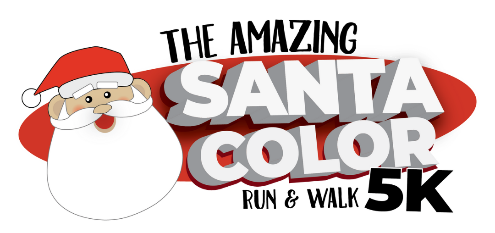 THE AMAZING
SANTA
COLOR
RUN & WALK 5K